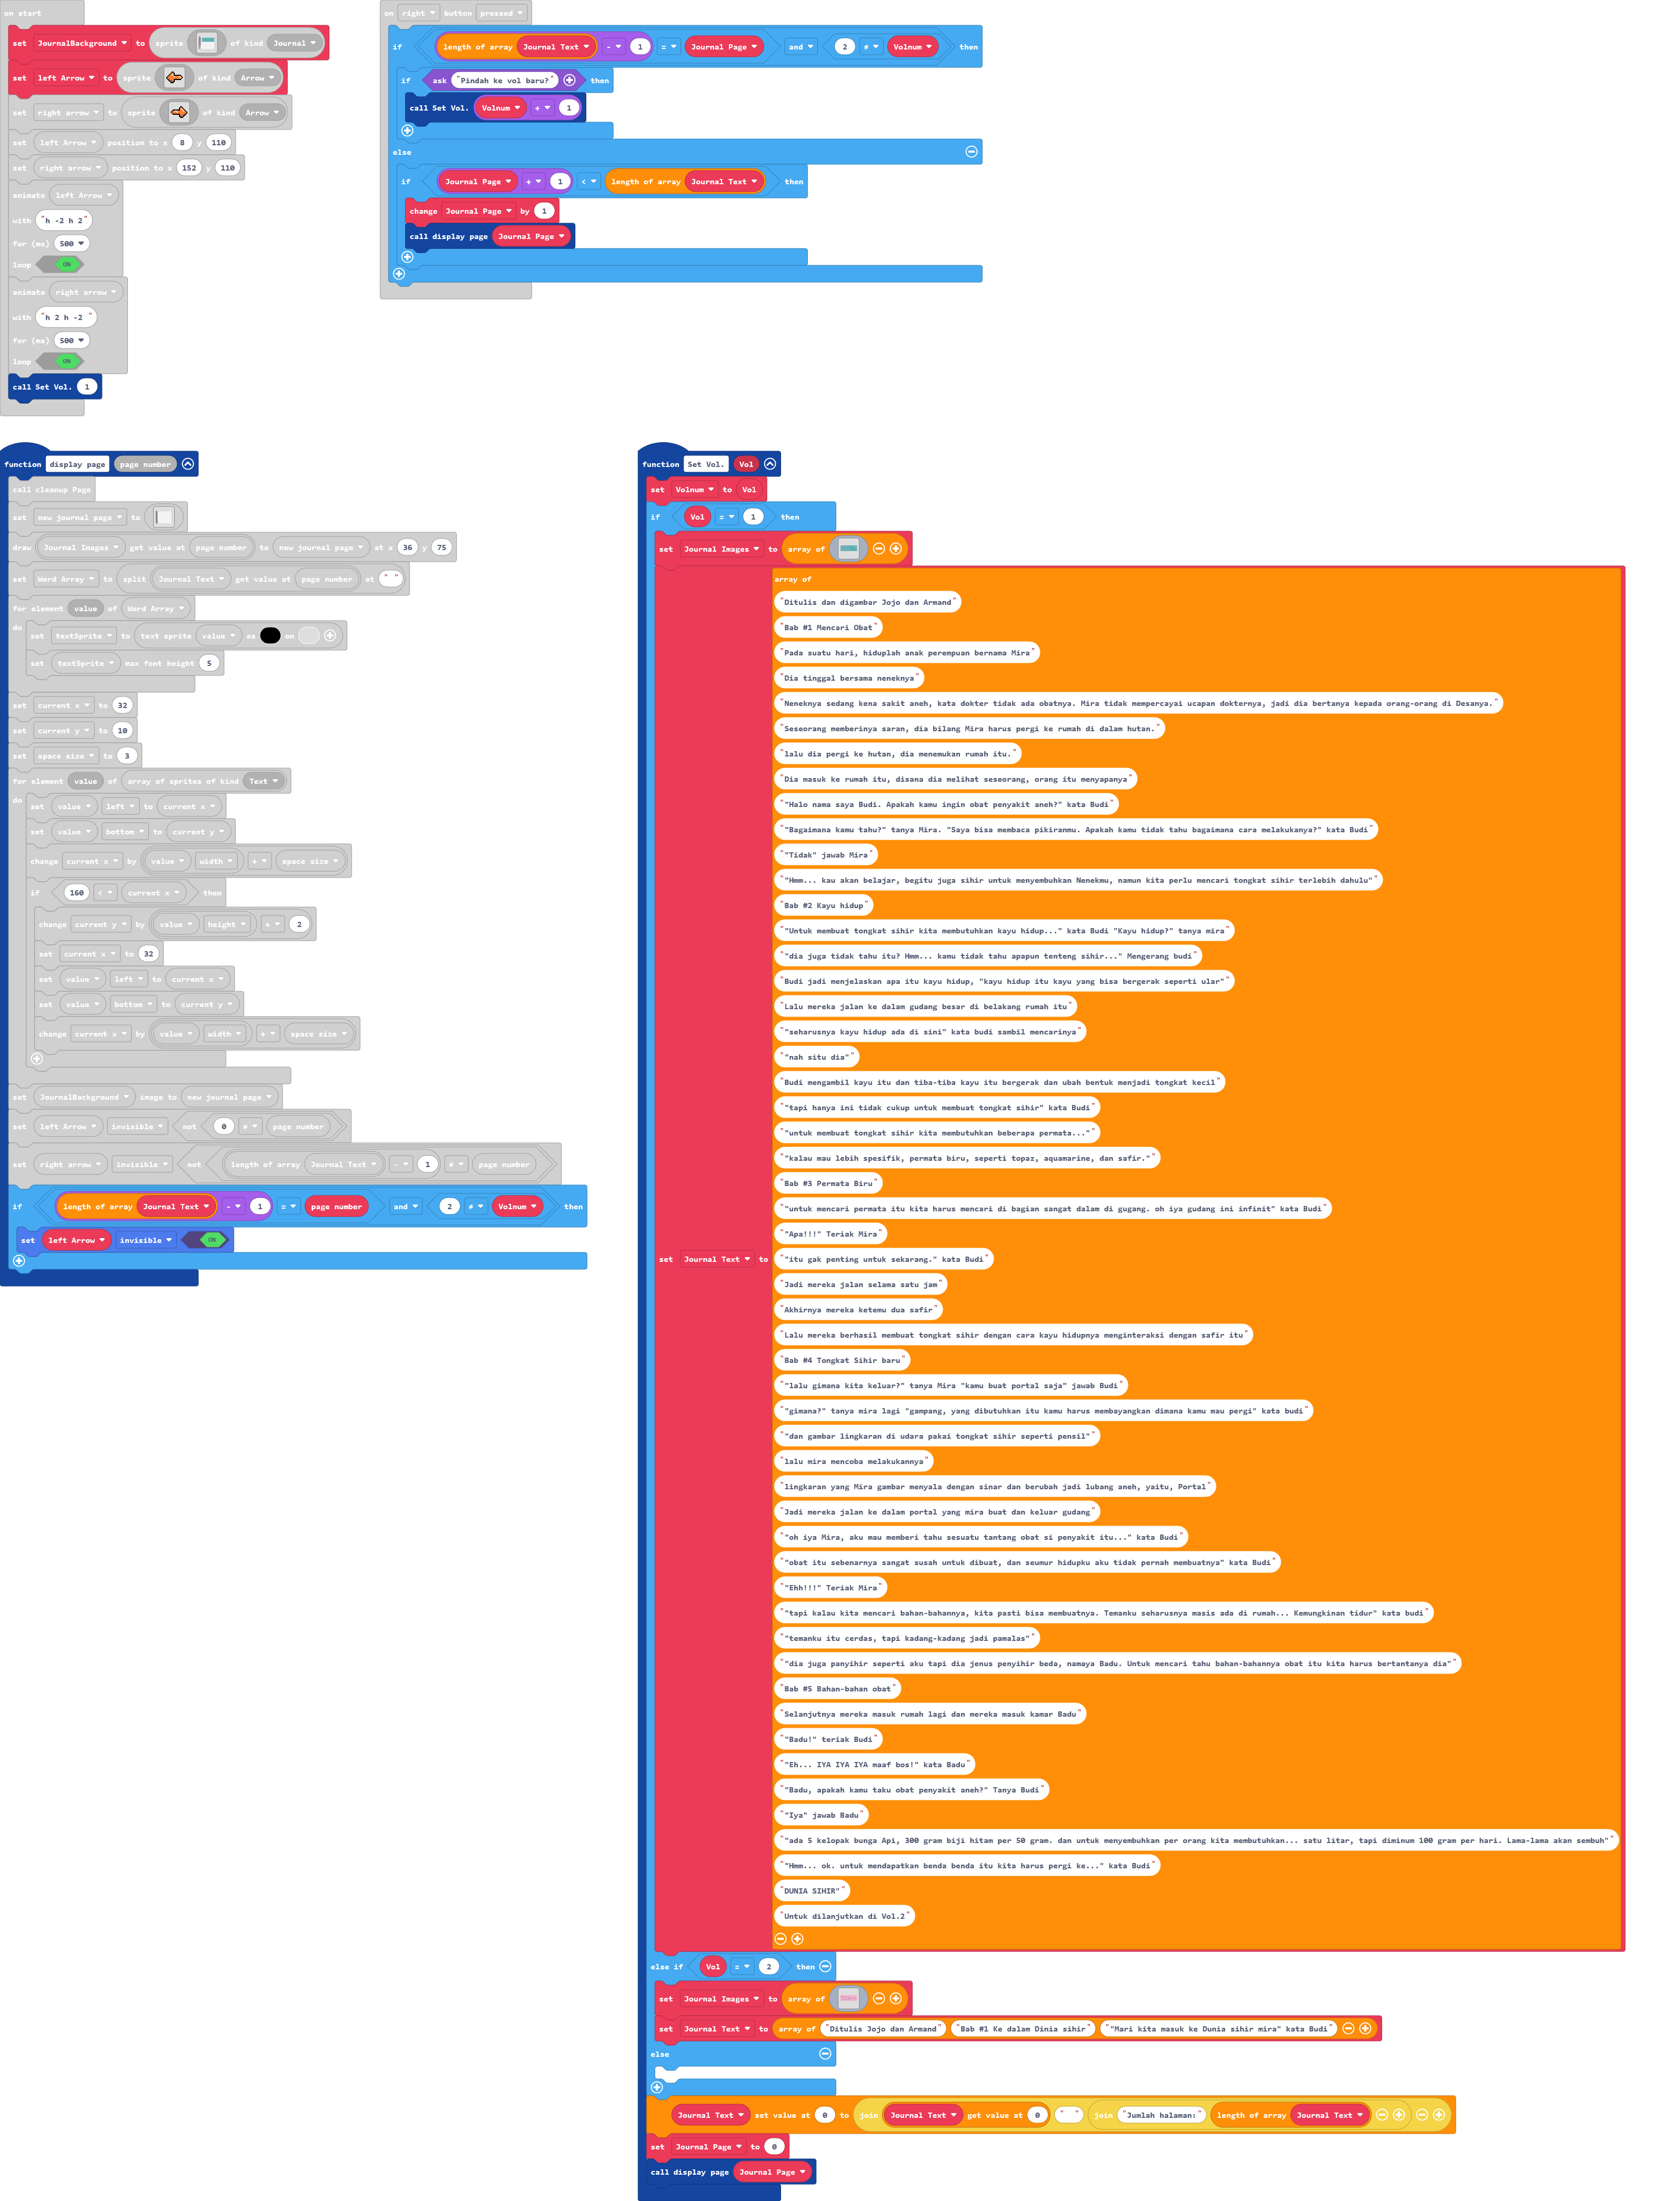 on start
set JournalBackground to sprite of kind Journal
set left Arrow to sprite of kind Arrow
set right arrow to sprite of kind Arrow
set left Arrow position to x 8 y 110
set right arrow position to x 152 y 110
animate left Arrow
with "h -2 h 2"
for (ms) 500
loop ON
animate right arrow
with "h 2 h -2 "
for (ms) 500
loop ON
call Set Vol. 1
on right button pressed
if length of array Journal Text - 1 = Journal Page and 2 ≠ Volnum then
if ask "Pindah ke vol baru?" then
call Set Vol. Volnum + 1
else
if Journal Page + 1 < length of array Journal Text then
change Journal Page by 1
call display page Journal Page
function display page page number
call cleanup Page
set new journal page to
draw Journal Images get value at page number to new journal page at x 36 y 75
set Word Array to split Journal Text get value at page number at " "
for element value of Word Array
do
set textSprite to text sprite value as on
set textSprite max font height 5
set current x to 32
set current y to 10
set space size to 3
for element value of array of sprites of kind Text
do
set value left to current x
set value bottom to current y
change current x by value width + space size
if 160 < current x then
change current y by value height + 2
set current x to 32
set value left to current x
set value bottom to current y
change current x by value width + space size
set JournalBackground image to new journal page
set left Arrow invisible not 0 ≠ page number
set right arrow invisible not length of array Journal Text - 1 ≠ page number
if length of array Journal Text - 1 = page number and 2 ≠ Volnum then
set left Arrow invisible ON
function Set Vol. Vol
set Volnum to Vol
if Vol = 1 then
set Journal Images to array of
set Journal Text to
array of
"Ditulis dan digambar Jojo dan Armand"
"Bab #1 Mencari Obat"
"Pada suatu hari, hiduplah anak perempuan bernama Mira"
"Dia tinggal bersama neneknya"
"Neneknya sedang kena sakit aneh, kata dokter tidak ada obatnya. Mira tidak mempercayai ucapan dokternya, jadi dia bertanya kepada orang-orang di Desanya."
"Seseorang memberinya saran, dia bilang Mira harus pergi ke rumah di dalam hutan."
"lalu dia pergi ke hutan, dia menemukan rumah itu."
"Dia masuk ke rumah itu, disana dia melihat seseorang, orang itu menyapanya"
""Halo nama saya Budi. Apakah kamu ingin obat penyakit aneh?" kata Budi"
""Bagaimana kamu tahu?" tanya Mira. "Saya bisa membaca pikiranmu. Apakah kamu tidak tahu bagaimana cara melakukanya?" kata Budi"
""Tidak" jawab Mira"
""Hmm... kau akan belajar, begitu juga sihir untuk menyembuhkan Nenekmu, namun kita perlu mencari tongkat sihir terlebih dahulu""
"Bab #2 Kayu hidup"
""Untuk membuat tongkat sihir kita membutuhkan kayu hidup..." kata Budi "Kayu hidup?" tanya mira"
""dia juga tidak tahu itu? Hmm... kamu tidak tahu apapun tenteng sihir..." Mengerang budi"
"Budi jadi menjelaskan apa itu kayu hidup, "kayu hidup itu kayu yang bisa bergerak seperti ular""
"Lalu mereka jalan ke dalam gudang besar di belakang rumah itu"
""seharusnya kayu hidup ada di sini" kata budi sambil mencarinya"
""nah situ dia""
"Budi mengambil kayu itu dan tiba-tiba kayu itu bergerak dan ubah bentuk menjadi tongkat kecil"
""tapi hanya ini tidak cukup untuk membuat tongkat sihir" kata Budi"
""untuk membuat tongkat sihir kita membutuhkan beberapa permata...""
"kalau mau lebih spesifik, permata biru, seperti topaz, aquamarine, dan safir.""
"Bab #3 Permata Biru"
""untuk mencari permata itu kita harus mencari di bagian sangat dalam di gugang. oh iya gudang ini infinit" kata Budi"
""Apa!!!" Teriak Mira"
""itu gak penting untuk sekarang." kata Budi"
"Jadi mereka jalan selama satu jam"
"Akhirnya mereka ketemu dua safir"
"Lalu mereka berhasil membuat tongkat sihir dengan cara kayu hidupnya menginteraksi dengan safir itu"
"Bab #4 Tongkat Sihir baru"
""lalu gimana kita keluar?" tanya Mira "kamu buat portal saja" jawab Budi"
""gimana?" tanya mira lagi "gampang, yang dibutuhkan itu kamu harus membayangkan dimana kamu mau pergi" kata budi"
"dan gambar lingkaran di udara pakai tongkat sihir seperti pensil""
"lalu mira mencoba melakukannya"
"lingkaran yang Mira gambar menyala dengan sinar dan berubah jadi lubang aneh, yaitu, Portal"
"Jadi mereka jalan ke dalam portal yang mira buat dan keluar gudang"
""oh iya Mira, aku mau memberi tahu sesuatu tantang obat si penyakit itu..." kata Budi"
""obat itu sebenarnya sangat susah untuk dibuat, dan seumur hidupku aku tidak pernah membuatnya" kata Budi"
""Ehh!!!" Teriak Mira"
""tapi kalau kita mencari bahan-bahannya, kita pasti bisa membuatnya. Temanku seharusnya masis ada di rumah... Kemungkinan tidur" kata budi"
""temanku itu cerdas, tapi kadang-kadang jadi pamalas""
""dia juga panyihir seperti aku tapi dia jenus penyihir beda, namaya Badu. Untuk mencari tahu bahan-bahannya obat itu kita harus bertantanya dia""
"Bab #5 Bahan-bahan obat"
"Selanjutnya mereka masuk rumah lagi dan mereka masuk kamar Badu"
""Badu!" teriak Budi"
""Eh... IYA IYA IYA maaf bos!" kata Badu"
""Badu, apakah kamu taku obat penyakit aneh?" Tanya Budi"
""Iya" jawab Badu"
""ada 5 kelopak bunga Api, 300 gram biji hitam per 50 gram. dan untuk menyembuhkan per orang kita membutuhkan... satu litar, tapi diminum 100 gram per hari. Lama-lama akan sembuh""
""Hmm... ok. untuk mendapatkan benda benda itu kita harus pergi ke..." kata Budi"
"DUNIA SIHIR""
"Untuk dilanjutkan di Vol.2"
else if Vol = 2 then
set Journal Images to array of
set Journal Text to array of "Ditulis Jojo dan Armand" "Bab #1 Ke dalam Dinia sihir" ""Mari kita masuk ke Dunia sihir mira" kata Budi"
else
Journal Text set value at 0 to join Journal Text get value at 0 " " join "Jumlah halaman:" length of array Journal Text
set Journal Page to 0
call display page Journal Page